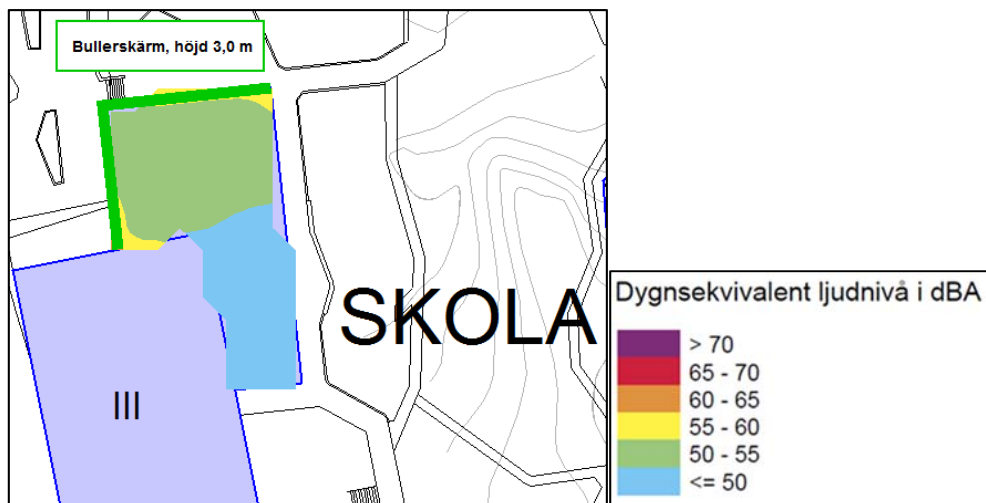 Bullerskärm, höjd 3,0 m
SKOLA
III
Dygnsekvivalent ljudnivå i dBA
> 70
65 - 70
60 - 65
55 - 60
50 - 55
<= 50